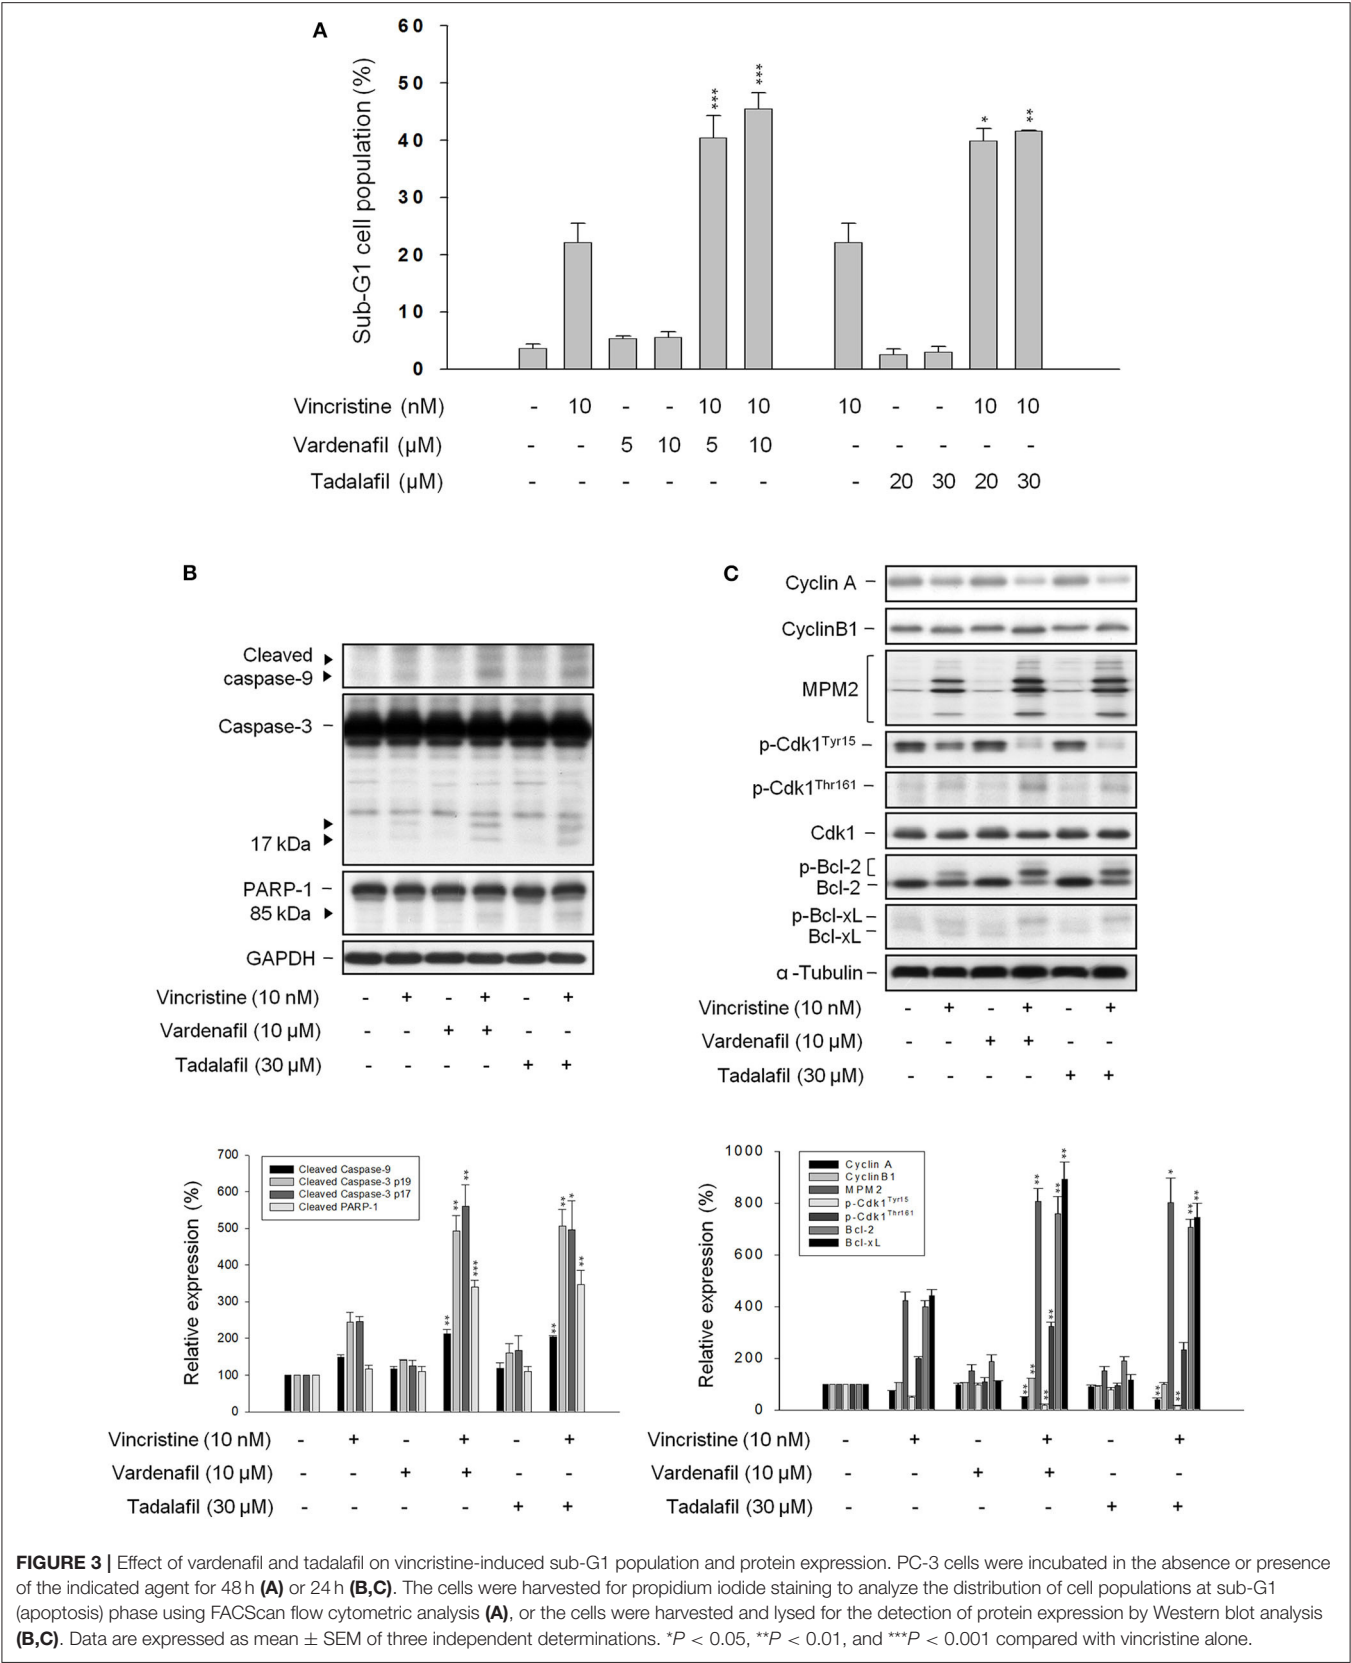 A
Sub-G1 cell population (%)
60
50
40
30
20
10
0
*** *** * **
Vincristine (nM) - 10 - - 10 10 10 - - 10 10
Vardenafil (µM) - - 5 10 5 10 - - - - -
Tadalafil (µM) - - - - - - - 20 30 20 30
B
Cleaved
caspase-9
Caspase-3
17 kDa
PARP-1
85 kDa
GAPDH
Vincristine (10 nM) - + - + - +
Vardenafil (10 µM) - - + + - -
Tadalafil (30 µM) - - - - + +
C
Cyclin A
CyclinB1
MPM2
p-Cdk1Tyr15
p-Cdk1Thr161
Cdk1
p-Bcl-2
Bcl-2
p-Bcl-xL
Bcl-xL
α-Tubulin
Vincristine (10 nM) - + - + - +
Vardenafil (10 µM) - - + + - -
Tadalafil (30 µM) - - - - + +
Relative expression (%)
700
600
500
400
300
200
100
0
Cleaved Caspase-9
Cleaved Caspase-3 p19
Cleaved Caspase-3 p17
Cleaved PARP-1
** ** ** *** ** ** * **
Vincristine (10 nM) - + - + - +
Vardenafil (10 µM) - - + + - -
Tadalafil (30 µM) - - - - + +
Relative expression (%)
1000
800
600
400
200
0
Cyclin A
CyclinB1
MPM2
p-Cdk1Tyr15
p-Cdk1Thr161
Bcl-2
Bcl-xL
** ** ** ** ** ** ** ** * ** ** **
Vincristine (10 nM) - + - + - +
Vardenafil (10 µM) - - + + - -
Tadalafil (30 µM) - - - - + +
FIGURE 3 | Effect of vardenafil and tadalafil on vincristine-induced sub-G1 population and protein expression. PC-3 cells were incubated in the absence or presence
of the indicated agent for 48 h (A) or 24 h (B,C). The cells were harvested for propidium iodide staining to analyze the distribution of cell populations at sub-G1
(apoptosis) phase using FACScan flow cytometric analysis (A), or the cells were harvested and lysed for the detection of protein expression by Western blot analysis
(B,C). Data are expressed as mean ± SEM of three independent determinations. *P < 0.05, **P < 0.01, and ***P < 0.001 compared with vincristine alone.